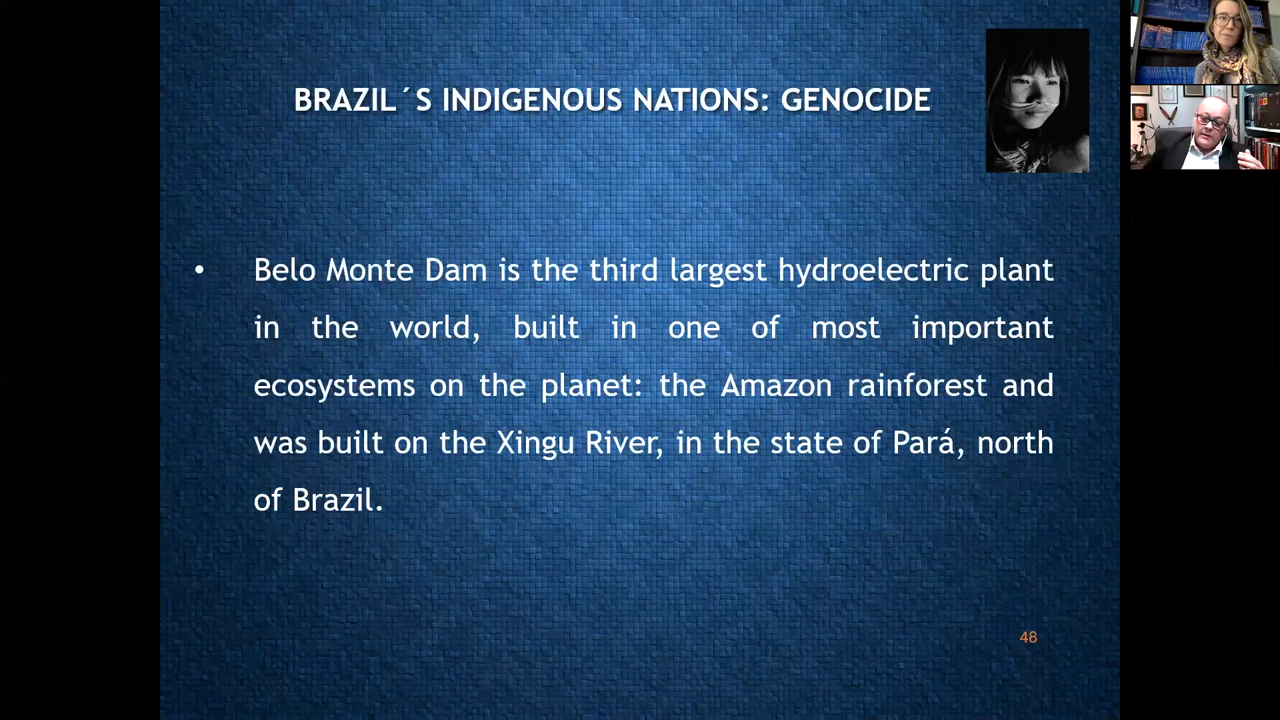 BRAZIL´S INDIGENOUS NATIONS: GENOCIDE
• Belo Monte Dam is the third largest hydroelectric plant
in the world, built in one of most important
ecosystems on the planet: the Amazon rainforest and
was built on the Xingu River, in the state of Pará, north
of Brazil.
48